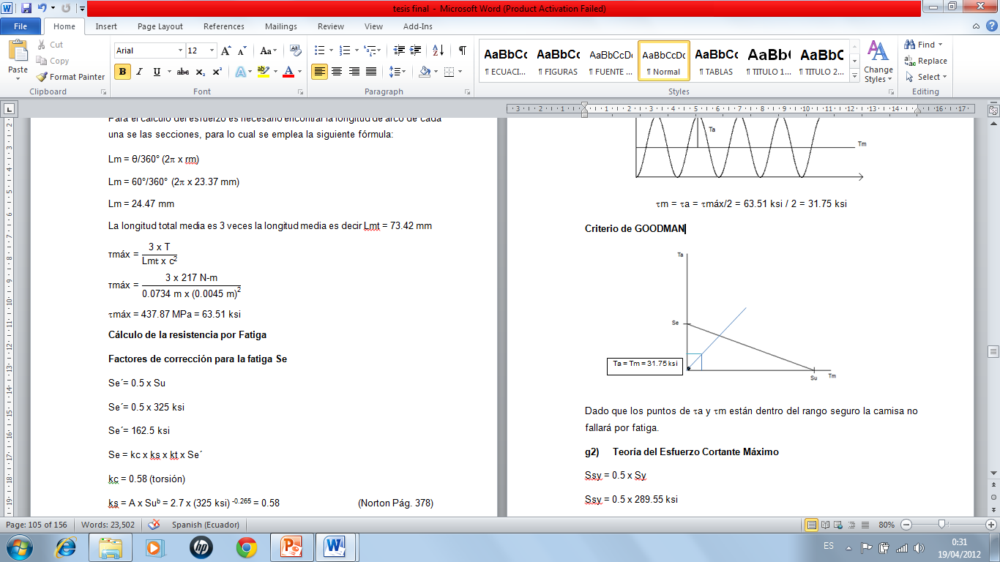 tesis final - Microsoft Word (Product Activation Failed)
File Home Insert Page Layout References Mailings Review View Add-Ins
Paste
Cut
Copy
Format Painter
Clipboard
Arial 12
Font
Paragraph
AaBbCc AaBbCc AaBbCcDc AaBbCcDc AaBbCc AaBbC AaBbC
¶ ECUACI... ¶ FIGURAS ¶ FUENTE ... ¶ Normal ¶ TABLAS ¶ TITULO 1... ¶ TITULO 2...
Change Styles
Styles
Find
Replace
Select
Editing
Para el cálculo del esfuerzo es necesario encontrar la longitud de arco de cada
una se las secciones, para lo cual se emplea la siguiente fórmula:
Lm = θ/360° (2π x rm)
Lm = 60°/360° (2π x 23.37 mm)
Lm = 24.47 mm
La longitud total media es 3 veces la longitud media es decir Lmt = 73.42 mm
τmáx = 3 x T
Lmt x c²
τmáx = 3 x 217 N-m
0.0734 m x (0.0045 m)²
τmáx = 437.87 MPa = 63.51 ksi
Cálculo de la resistencia por Fatiga
Factores de corrección para la fatiga Se
Se´= 0.5 x Su
Se´= 0.5 x 325 ksi
Se´= 162.5 ksi
Se = kc x ks x kt x Se´
kc = 0.58 (torsión)
ks = A x Suᵇ = 2.7 x (325 ksi) ⁻⁰·²⁶⁵ = 0.58 (Norton Pág. 378)
Ta
Tm
τm = τa = τmáx/2 = 63.51 ksi / 2 = 31.75 ksi
Criterio de GOODMAN
Ta
Se
Ta = Tm = 31.75 ksi
Su Tm
Dado que los puntos de τa y τm están dentro del rango seguro la camisa no
fallará por fatiga.
g2) Teoría del Esfuerzo Cortante Máximo
Ssy = 0.5 x Sy
Ssy = 0.5 x 289.55 ksi
Page: 105 of 156 Words: 23,502 Spanish (Ecuador) 80%
ES 0:31
19/04/2012